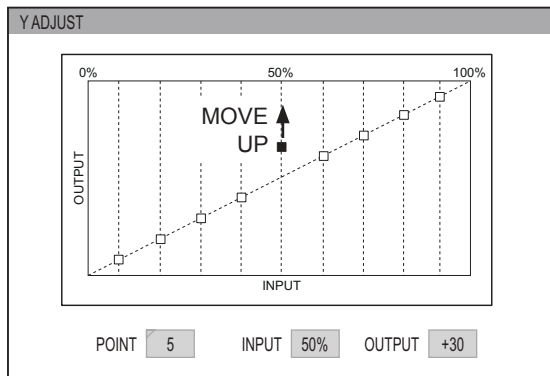 Y ADJUST
0% 50% 100%
MOVE
UP
OUTPUT
INPUT
POINT 5 INPUT 50% OUTPUT +30